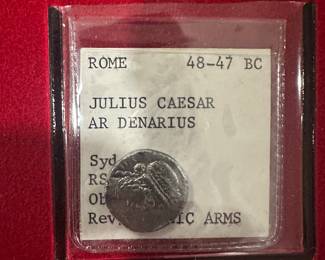 ROME 48-47 BC
JULIUS CAESAR
AR DENARIUS
Syd
RS
Ob
Rev ARMS